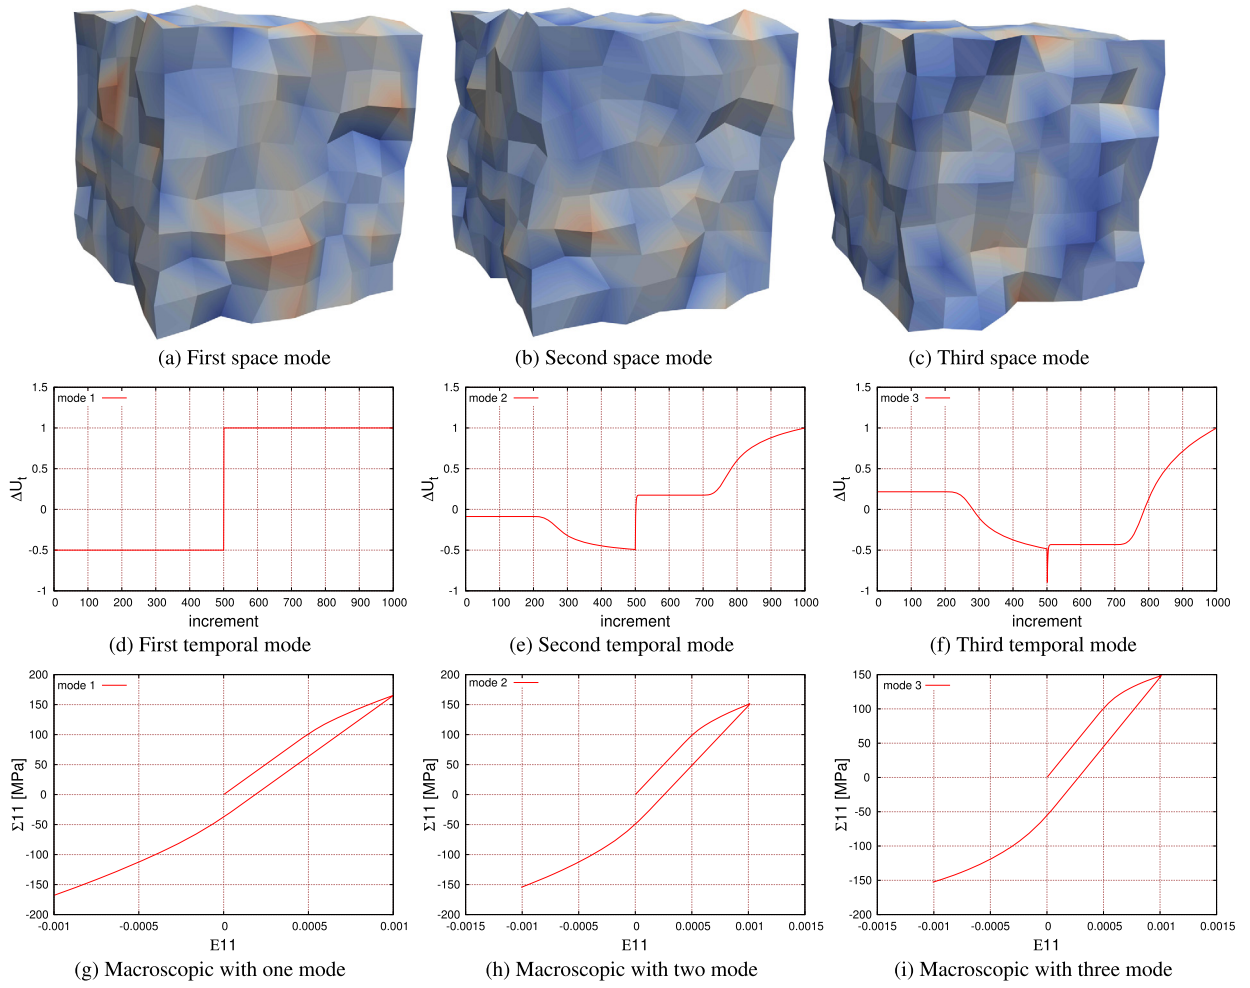 (a) First space mode
(b) Second space mode
(c) Third space mode
1.5
1
0.5
0
-0.5
-1
ΔUt
mode 1
0 100 200 300 400 500 600 700 800 900 1000
increment
(d) First temporal mode
1.5
1
0.5
0
-0.5
-1
ΔUt
mode 2
0 100 200 300 400 500 600 700 800 900 1000
increment
(e) Second temporal mode
1.5
1
0.5
0
-0.5
-1
ΔUt
mode 3
0 100 200 300 400 500 600 700 800 900 1000
increment
(f) Third temporal mode
200
150
100
50
0
-50
-100
-150
-200
Σ11 [MPa]
mode 1
-0.001 -0.0005 0 0.0005 0.001
E11
(g) Macroscopic with one mode
200
150
100
50
0
-50
-100
-150
-200
Σ11 [MPa]
mode 2
-0.0015 -0.001 -0.0005 0 0.0005 0.001 0.0015
E11
(h) Macroscopic with two mode
150
100
50
0
-50
-100
-150
-200
Σ11 [MPa]
mode 3
-0.0015 -0.001 -0.0005 0 0.0005 0.001 0.0015
E11
(i) Macroscopic with three mode